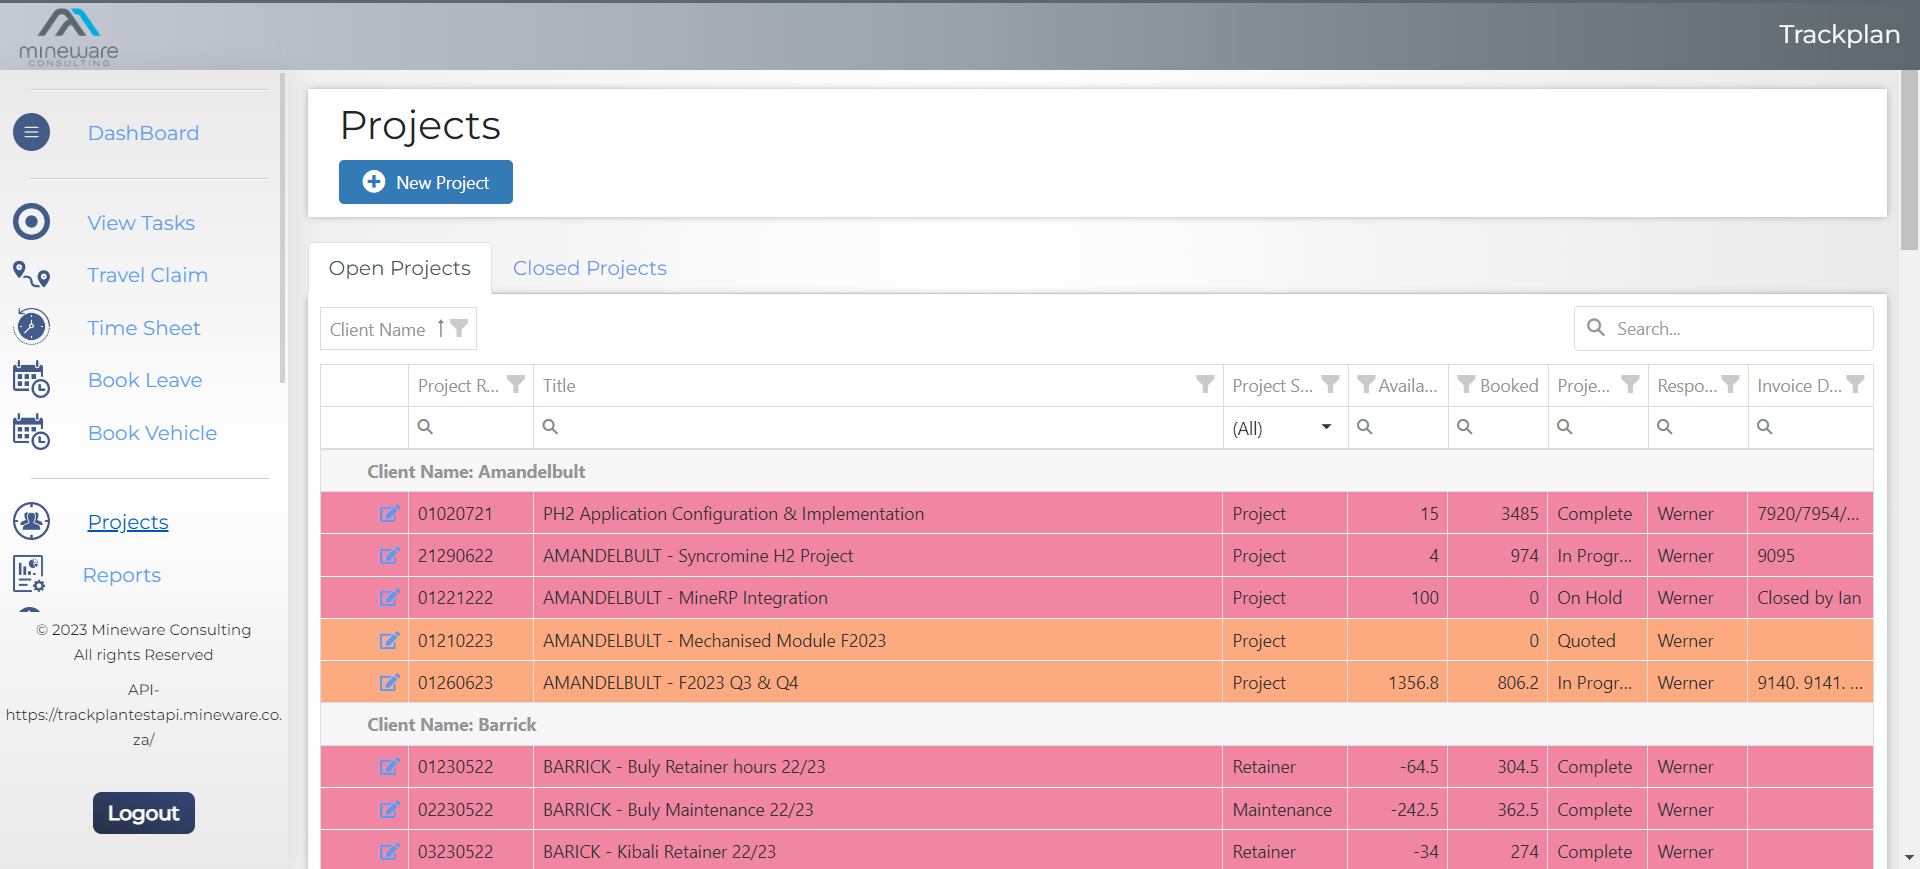 mineware
CONSULTING
Trackplan
DashBoard
View Tasks
Travel Claim
Time Sheet
Book Leave
Book Vehicle
Projects
Reports
© 2023 Mineware Consulting
All rights Reserved
API-
https://trackplantestapi.mineware.co.
za/
Logout
Projects
New Project
Open Projects Closed Projects
Client Name
Search...
Project R... Title Project S... Availa... Booked Proje... Respo... Invoice D...
(All)
Client Name: Amandelbult
01020721 PH2 Application Configuration & Implementation Project 15 3485 Complete Werner 7920/7954/...
21290622 AMANDELBULT - Syncromine H2 Project Project 4 974 In Progr... Werner 9095
01221222 AMANDELBULT - MineRP Integration Project 100 0 On Hold Werner Closed by Ian
01210223 AMANDELBULT - Mechanised Module F2023 Project 0 Quoted Werner
01260623 AMANDELBULT - F2023 Q3 & Q4 Project 1356.8 806.2 In Progr... Werner 9140. 9141. ...
Client Name: Barrick
01230522 BARRICK - Buly Retainer hours 22/23 Retainer -64.5 304.5 Complete Werner
02230522 BARRICK - Buly Maintenance 22/23 Maintenance -242.5 362.5 Complete Werner
03230522 BARICK - Kibali Retainer 22/23 Retainer -34 274 Complete Werner